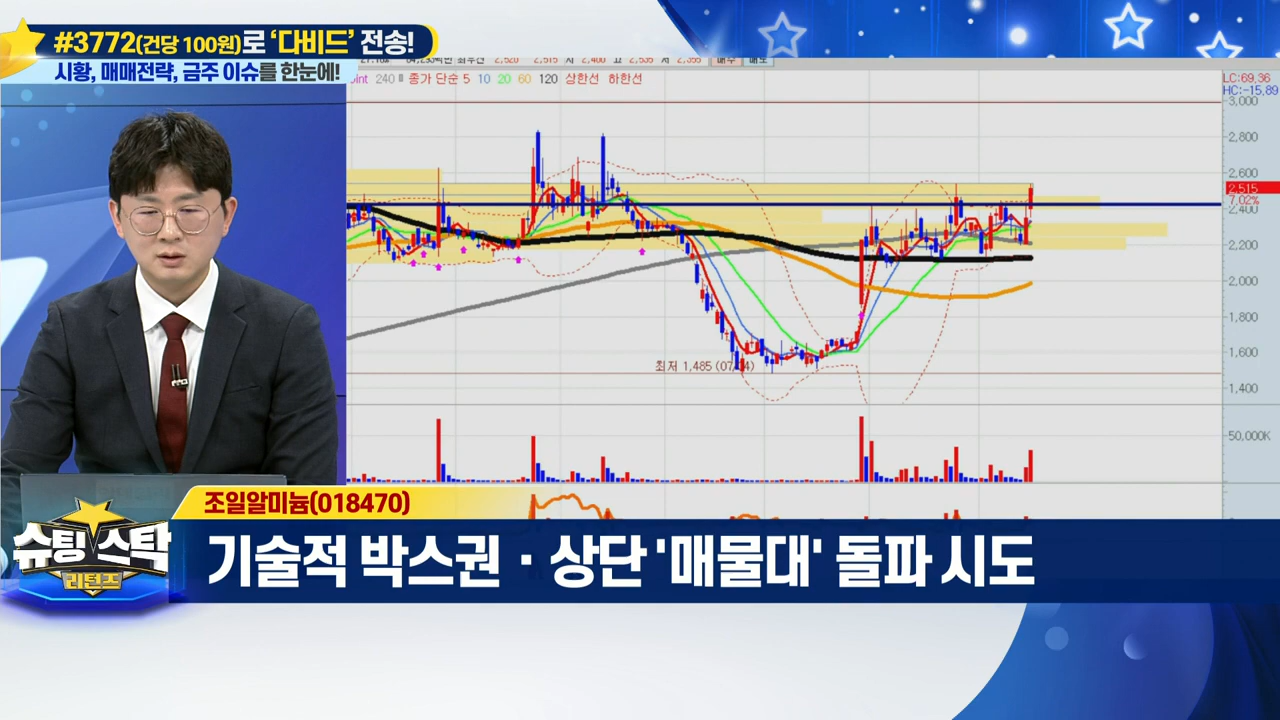 #3772(건당 100원)로 '다비드' 전송!
시황, 매매전략, 금주 이슈를 한눈에!
240 종가 단순 5 10 20 60 120 상한선 하한선
LC:69,36
HC:-15,89
3,000
2,800
2,600
2,515
7,02%
2,400
2,200
2,000
1,800
1,600
1,400
최저 1,485
50,000K
조일알미늄(018470)
기술적 박스권 · 상단 '매물대' 돌파 시도
슈팅 스탁
리턴즈